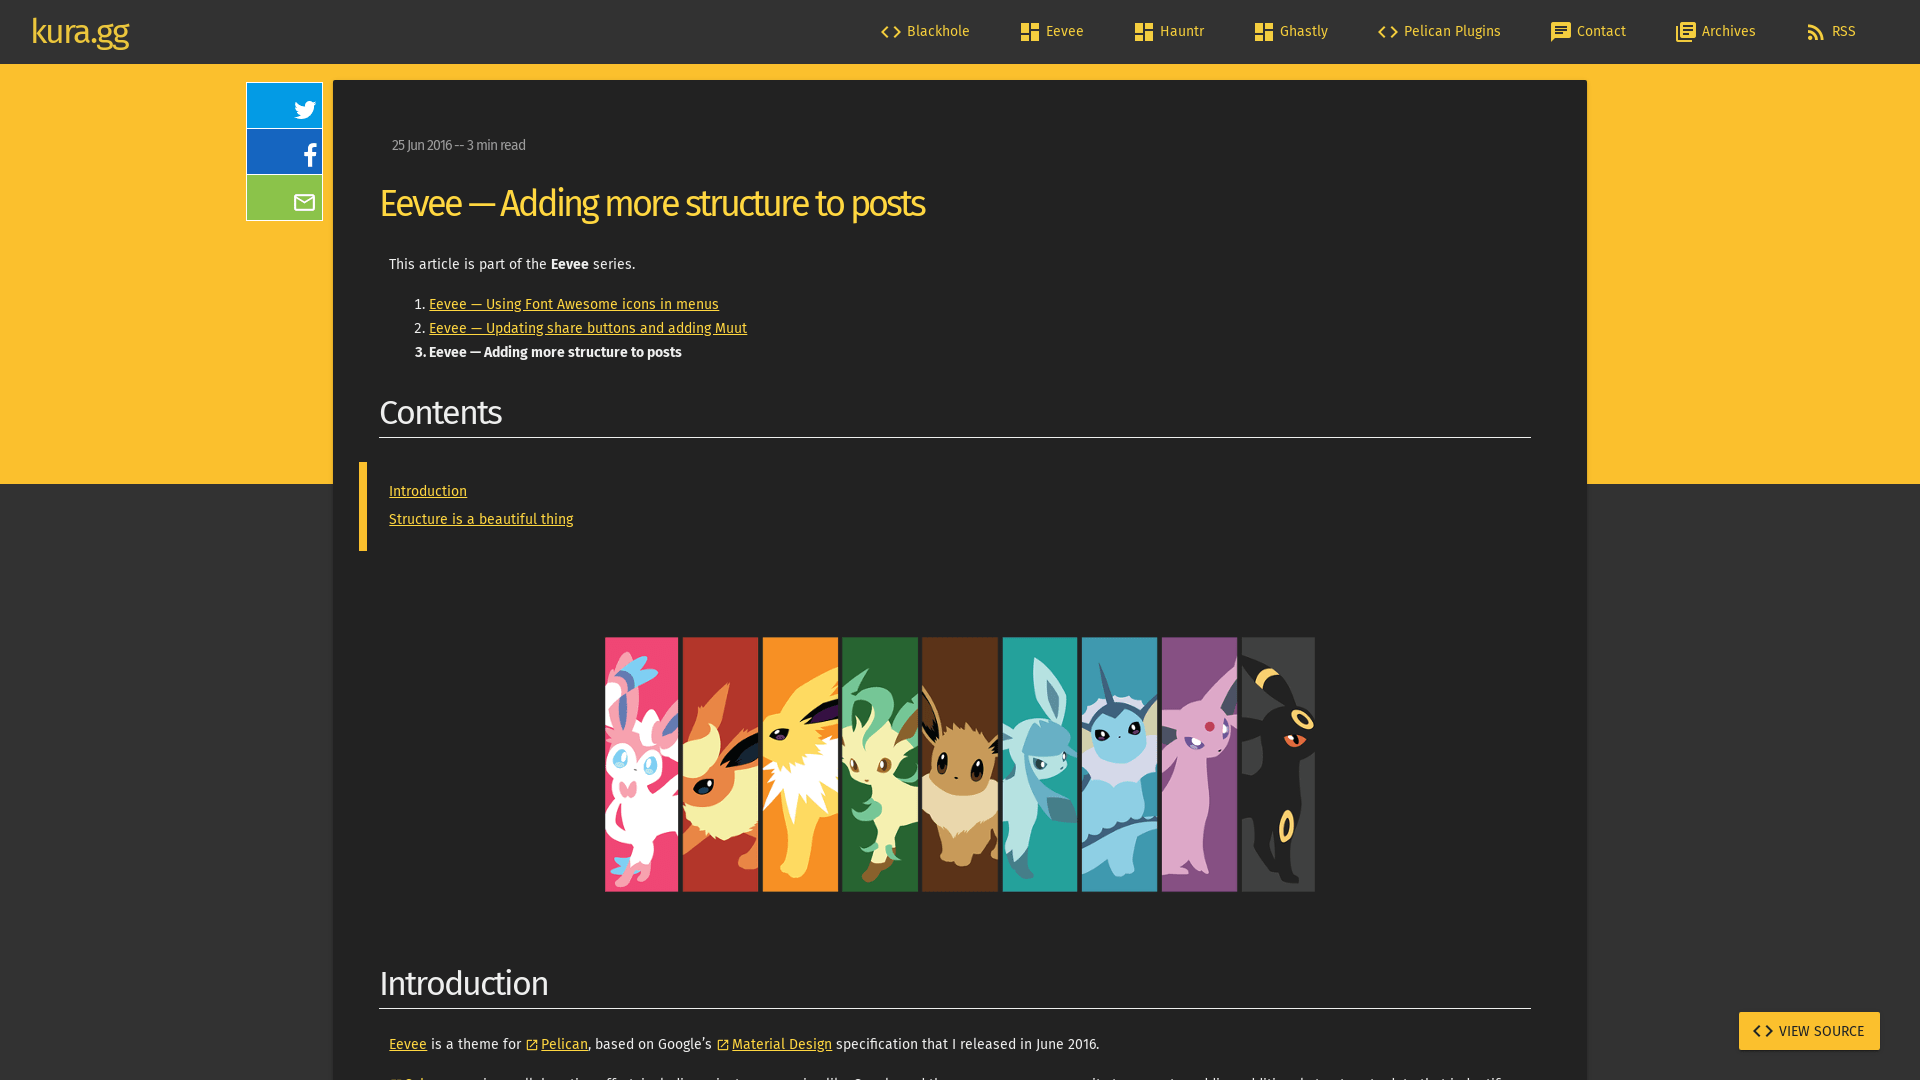 kura.gg
Blackhole
Eevee
Hauntr
Ghastly
Pelican Plugins
Contact
Archives
RSS
25 Jun 2016 -- 3 min read
Eevee — Adding more structure to posts
This article is part of the Eevee series.
1. Eevee — Using Font Awesome icons in menus
2. Eevee — Updating share buttons and adding Muut
3. Eevee — Adding more structure to posts
Contents
Introduction
Structure is a beautiful thing
Introduction
Eevee is a theme for Pelican, based on Google’s Material Design specification that I released in June 2016.
VIEW SOURCE